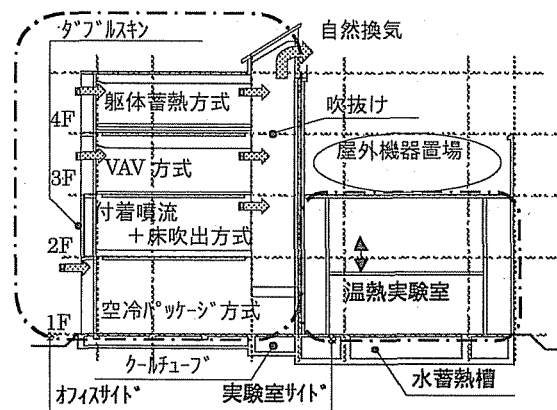 ﾀﾞﾌﾞﾙｽｷﾝ
自然換気
躯体蓄熱方式
吹抜け
4F
屋外機器置場
VAV 方式
3F
付着噴流
＋床吹出方式
2F
温熱実験室
空冷ﾊﾟｯｹｰｼﾞ方式
1F
ｸｰﾙﾁｭｰﾌﾞ
ｵﾌｨｽｻｲﾄﾞ
実験室ｻｲﾄﾞ
水蓄熱槽